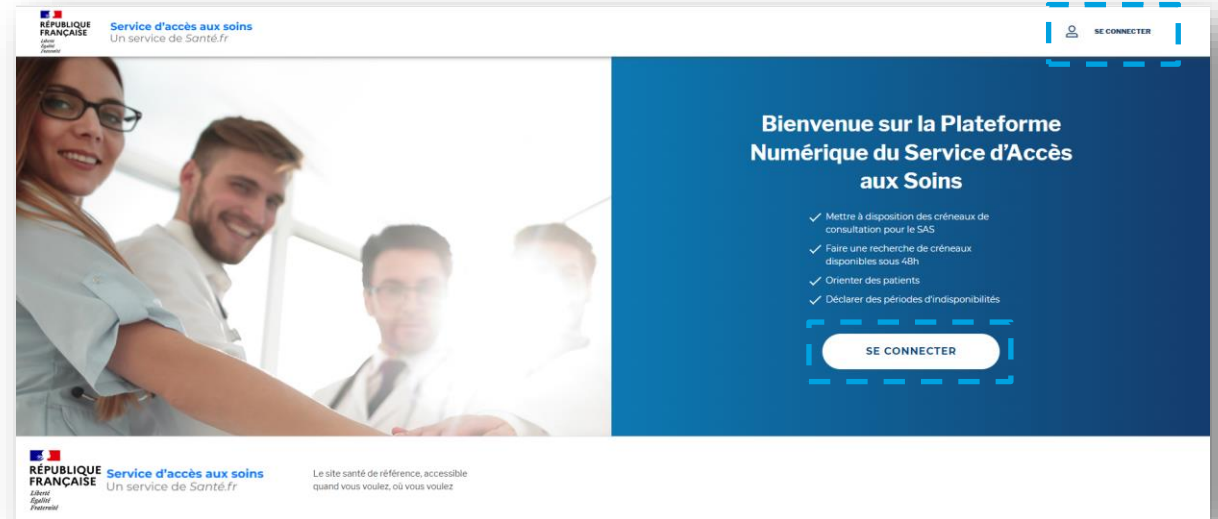 RÉPUBLIQUE
FRANÇAISE
Liberté
Égalité
Fraternité
Service d'accès aux soins
Un service de Santé.fr
SE CONNECTER
Bienvenue sur la Plateforme
Numérique du Service d'Accès
aux Soins
Mettre à disposition des créneaux de
consultation pour le SAS
Faire une recherche de créneaux
disponibles sous 48h
Orienter des patients
Déclarer des périodes d'indisponibilités
SE CONNECTER
RÉPUBLIQUE
FRANÇAISE
Liberté
Égalité
Fraternité
Service d'accès aux soins
Un service de Santé.fr
Le site santé de référence, accessible
quand vous voulez, où vous voulez